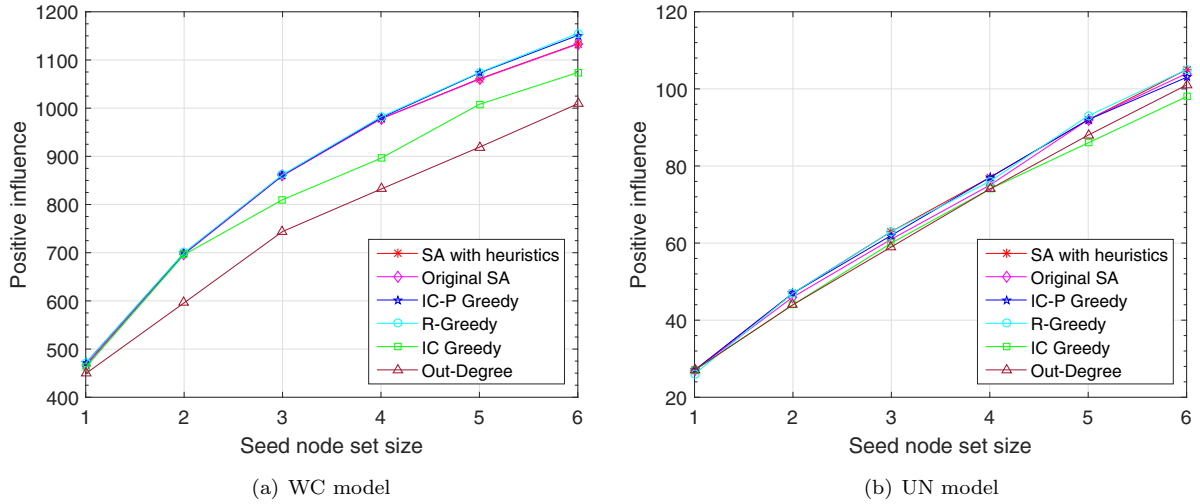 1200
1100
1000
900
800
700
600
500
400
1 2 3 4 5 6
Positive influence
Seed node set size
SA with heuristics
Original SA
IC-P Greedy
R-Greedy
IC Greedy
Out-Degree
(a) WC model
120
100
80
60
40
20
1 2 3 4 5 6
Positive influence
Seed node set size
SA with heuristics
Original SA
IC-P Greedy
R-Greedy
IC Greedy
Out-Degree
(b) UN model